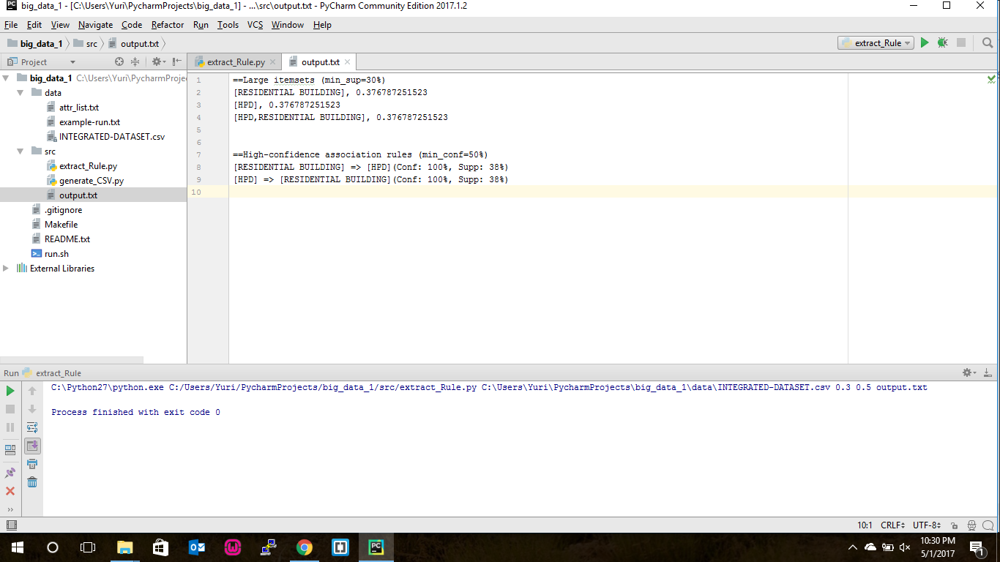 big_data_1 - [C:\Users\Yuri\PycharmProjects\big_data_1] - ...\src\output.txt - PyCharm Community Edition 2017.1.2
File Edit View Navigate Code Refactor Run Tools VCS Window Help
big_data_1 src output.txt
extract_Rule
Project
extract_Rule.py
output.txt
big_data_1 C:\Users\Yuri\PycharmProje
data
attr_list.txt
example-run.txt
INTEGRATED-DATASET.csv
src
extract_Rule.py
generate_CSV.py
output.txt
.gitignore
Makefile
README.txt
run.sh
External Libraries
1 ==Large itemsets (min_sup=30%)
2 [RESIDENTIAL BUILDING], 0.376787251523
3 [HPD], 0.376787251523
4 [HPD,RESIDENTIAL BUILDING], 0.376787251523
5
6
7 ==High-confidence association rules (min_conf=50%)
8 [RESIDENTIAL BUILDING] => [HPD](Conf: 100%, Supp: 38%)
9 [HPD] => [RESIDENTIAL BUILDING](Conf: 100%, Supp: 38%)
10
Run extract_Rule
C:\Python27\python.exe C:/Users/Yuri/PycharmProjects/big_data_1/src/extract_Rule.py C:\Users\Yuri\PycharmProjects\big_data_1\data\INTEGRATED-DATASET.csv 0.3 0.5 output.txt
Process finished with exit code 0
10:1 CRLF UTF-8
10:30 PM
5/1/2017
1